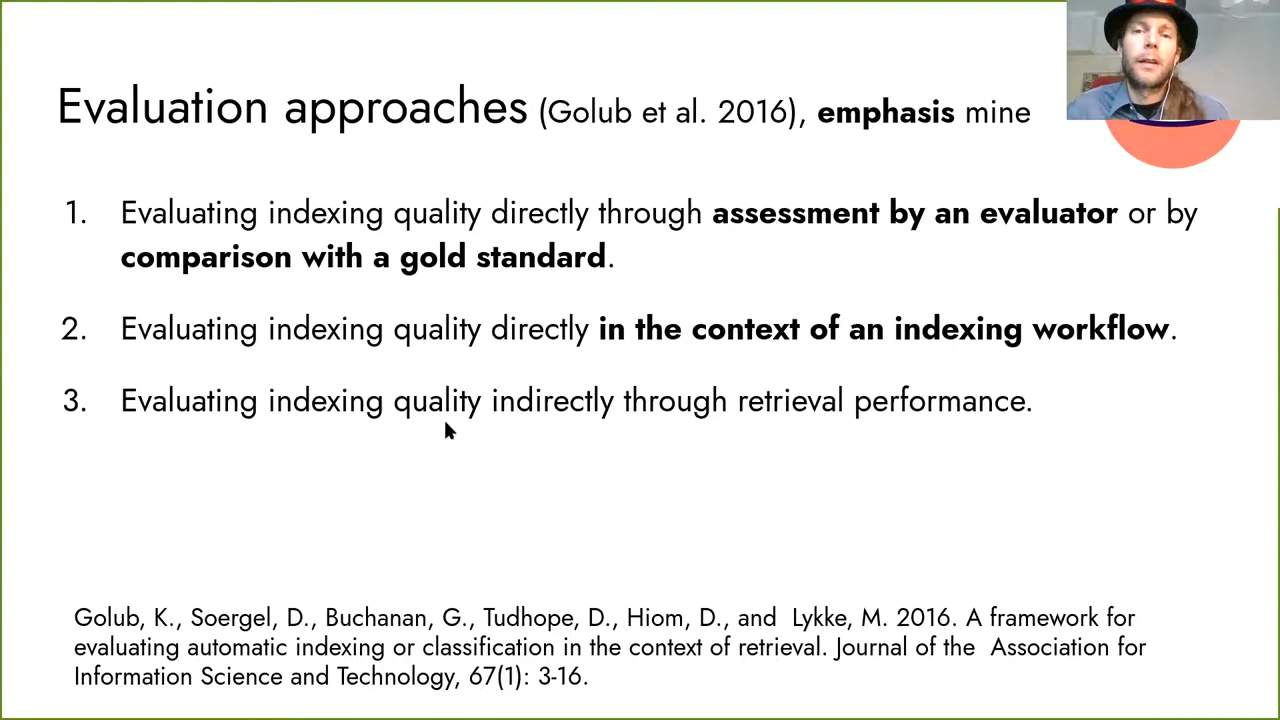 Evaluation approaches (Golub et al. 2016), emphasis mine
1. Evaluating indexing quality directly through assessment by an evaluator or by
comparison with a gold standard.
2. Evaluating indexing quality directly in the context of an indexing workflow.
3. Evaluating indexing quality indirectly through retrieval performance.
Golub, K., Soergel, D., Buchanan, G., Tudhope, D., Hiom, D., and Lykke, M. 2016. A framework for
evaluating automatic indexing or classification in the context of retrieval. Journal of the Association for
Information Science and Technology, 67(1): 3-16.